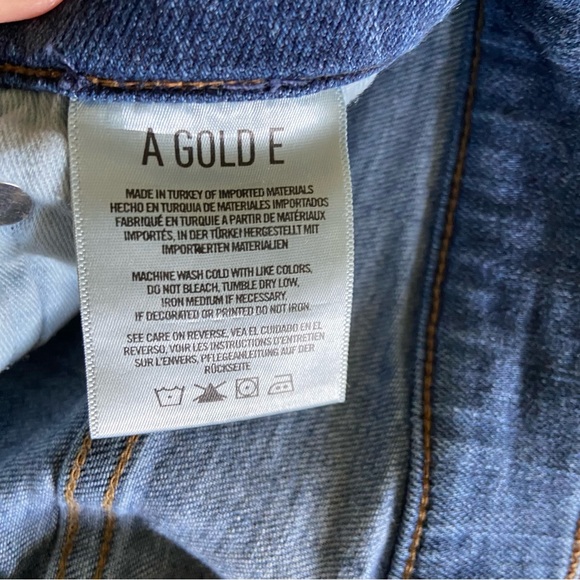 A GOLD E
MADE IN TURKEY OF IMPORTED MATERIALS
HECHO EN TURQUIA DE MATERIALES IMPORTADOS
FABRIQUÉ EN TURQUIE A PARTIR DE MATÉRIAUX
IMPORTÉS, IN DER TÜRKEI HERGESTELLT MIT
IMPORTIERTEN MATERIALIEN
MACHINE WASH COLD WITH LIKE COLORS,
DO NOT BLEACH, TUMBLE DRY LOW,
IRON MEDIUM IF NECESSARY,
IF DECORATED OR PRINTED DO NOT IRON.
SEE CARE ON REVERSE, VEA EL CUIDADO EN EL
REVERSO, VOIR LES INSTRUCTIONS D'ENTRETIEN
SUR L'ENVERS, PFLEGEANLEITUNG AUF DER
RÜCKSEITE